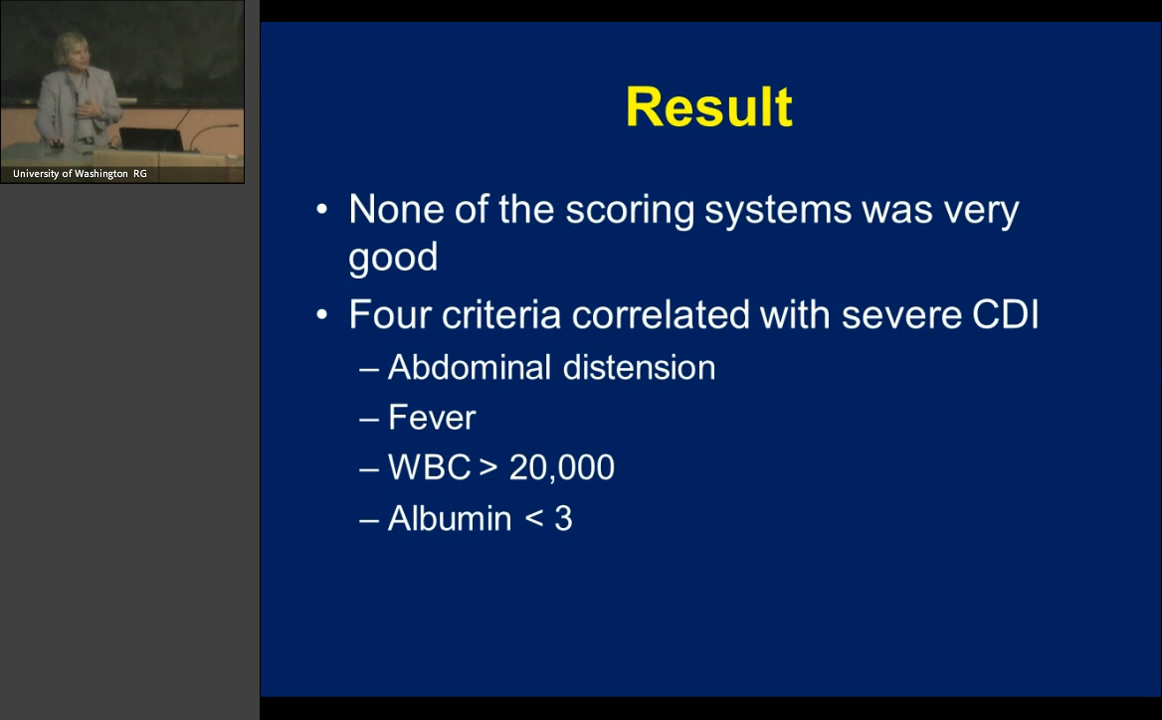 University of Washington RG
Result
• None of the scoring systems was very
good
• Four criteria correlated with severe CDI
– Abdominal distension
– Fever
– WBC > 20,000
– Albumin < 3